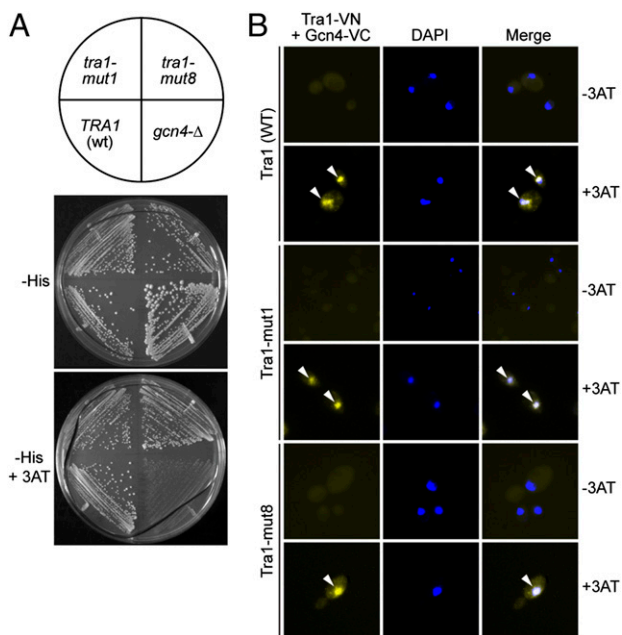 A
tra1-
mut1
tra1-
mut8
TRA1
(wt)
gcn4-Δ
-His
-His
+ 3AT
B
Tra1-VN
+ Gcn4-VC
DAPI
Merge
Tra1 (WT)
-3AT
+3AT
Tra1-mut1
-3AT
+3AT
Tra1-mut8
-3AT
+3AT